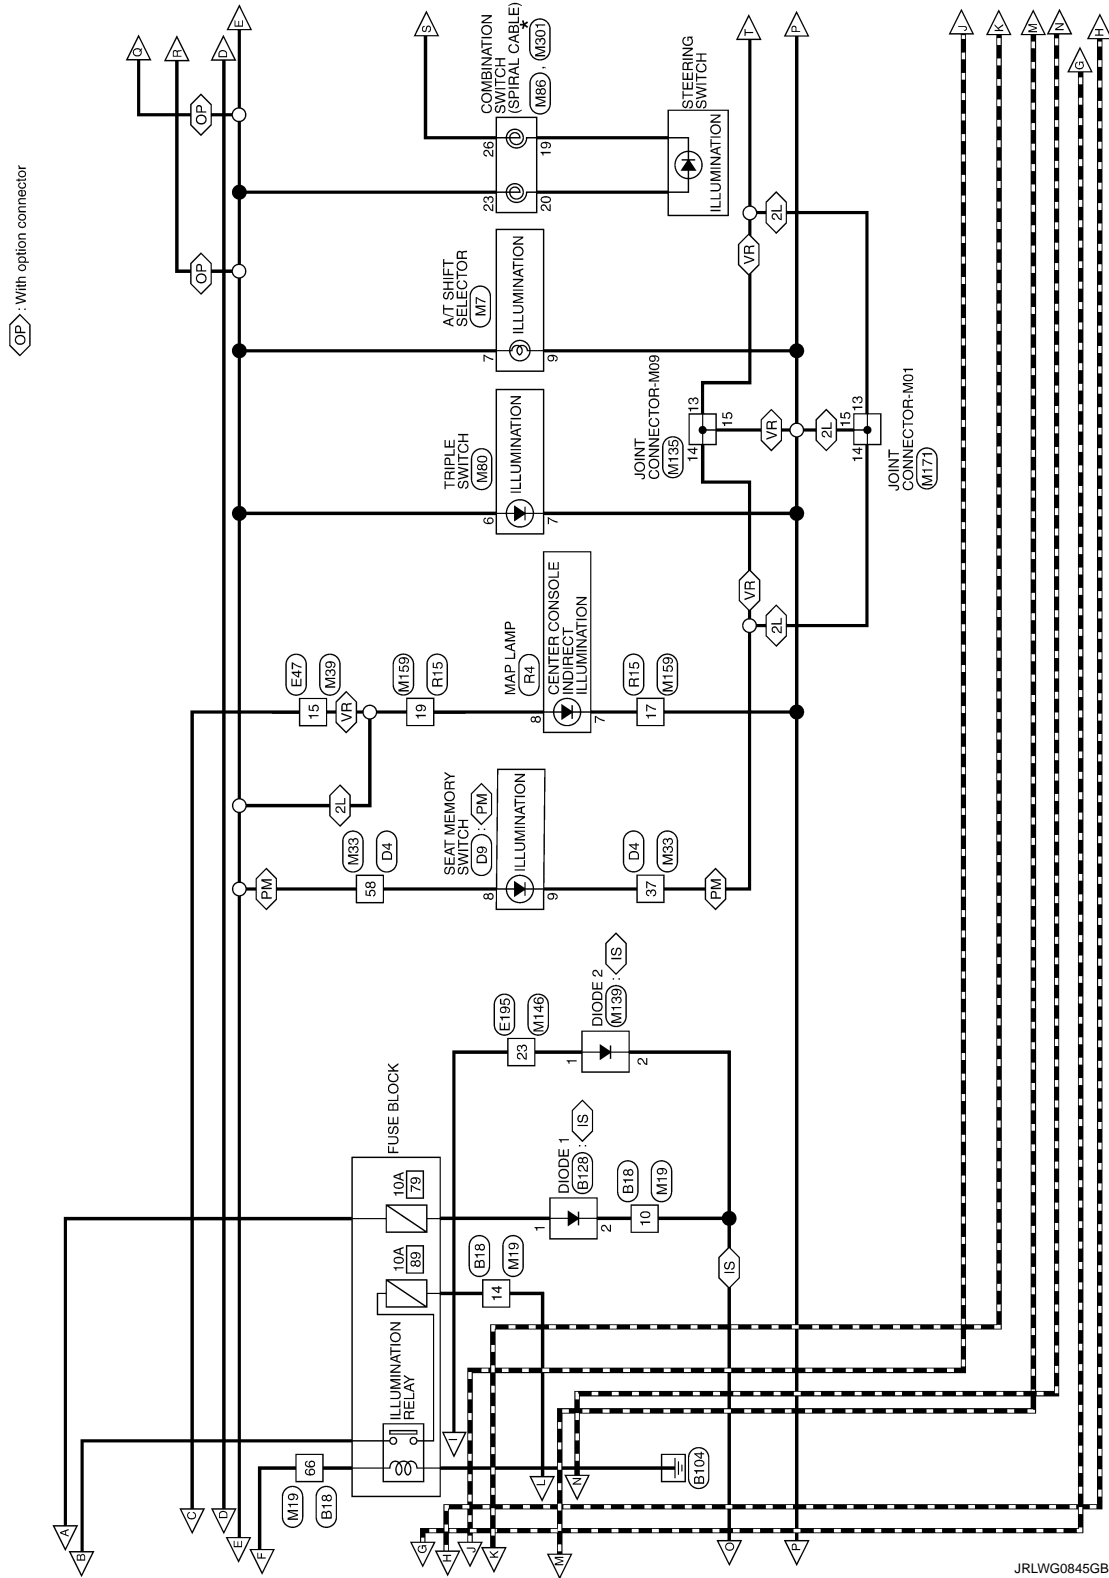 OP : With option connector
Q
R
D
E
OP
OP
S
T
P
J
K
M
N
G
H
COMBINATION
SWITCH
(SPIRAL CABLE)
*
M86 , M301
26
19
23
20
STEERING
SWITCH
ILLUMINATION
A/T SHIFT
SELECTOR
M7
ILLUMINATION
7
9
TRIPLE
SWITCH
M80
ILLUMINATION
6
7
VR
2L
JOINT
CONNECTOR-M09
M135
13
14
15
VR
2L
JOINT
CONNECTOR-M01
M171
13
14
15
VR
2L
E47
M39
15
VR
2L
M159
R15
19
MAP LAMP
R4
CENTER CONSOLE
INDIRECT
ILLUMINATION
8
7
R15
M159
17
PM
M33
D4
58
SEAT MEMORY
SWITCH
D9 : PM
ILLUMINATION
8
9
D4
M33
37
PM
E195
M146
23
DIODE 2
M139 : IS
1
2
FUSE BLOCK
10A
79
10A
89
ILLUMINATION
RELAY
DIODE 1
B128 : IS
1
2
B18
M19
10
B18
M19
14
IS
M19
B18
66
B104
A
B
C
D
E
F
I
L
N
G
H
J
K
M
O
P
JRLWG0845GB